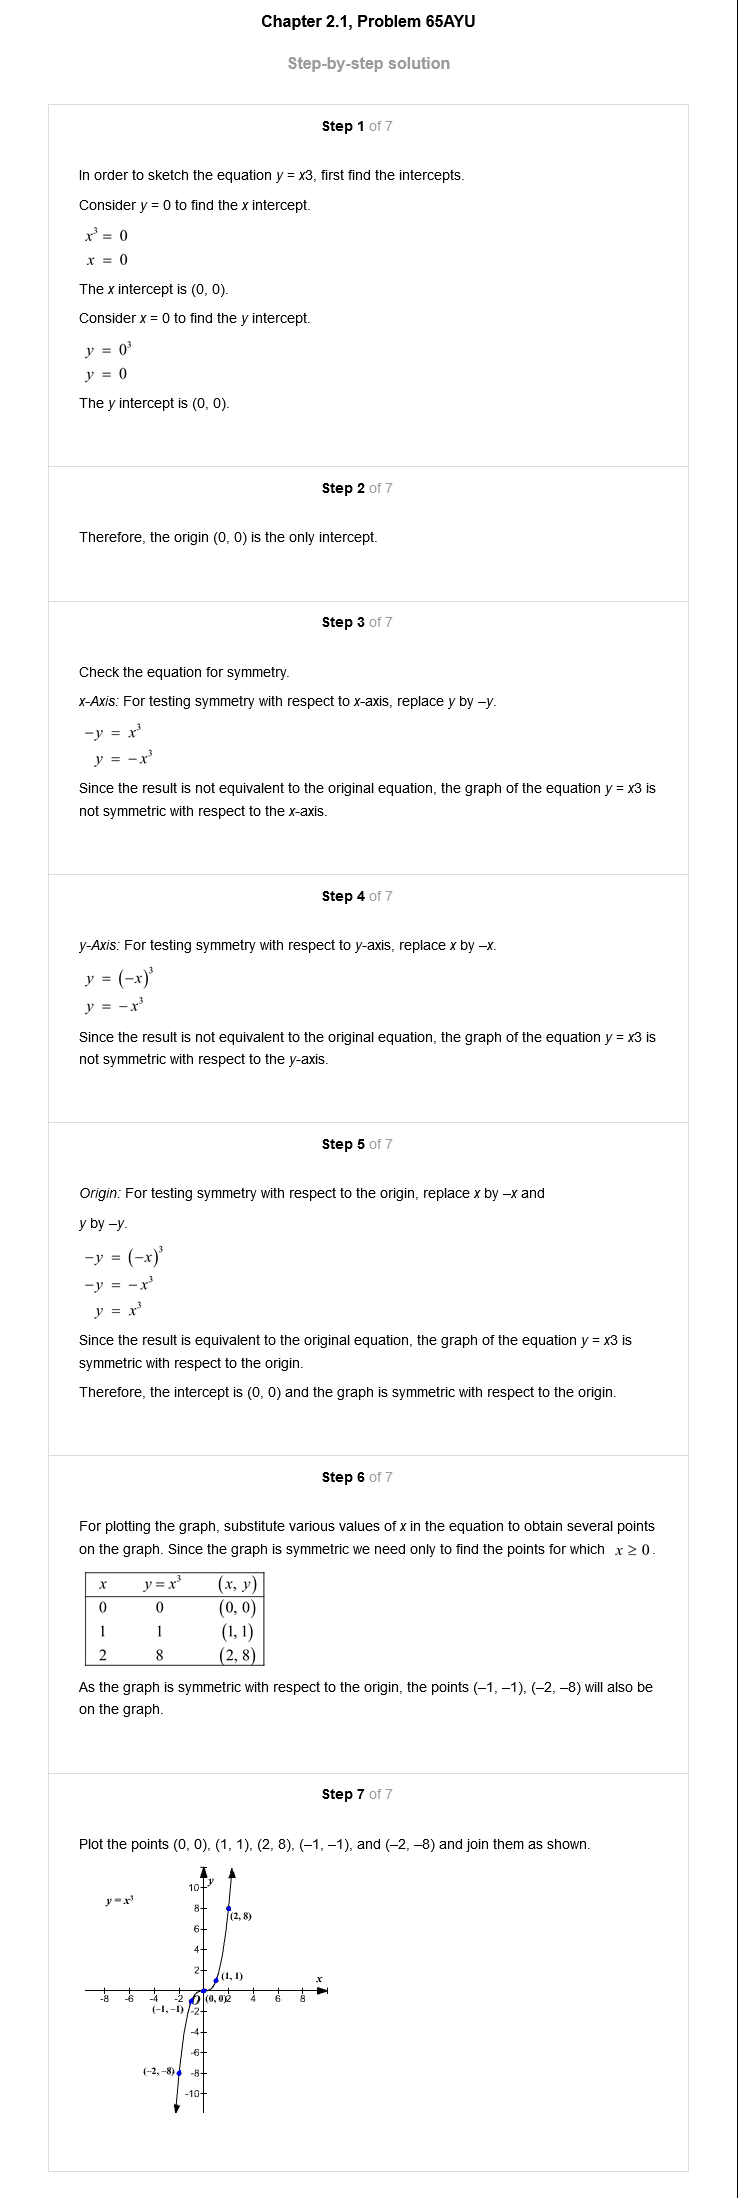 Chapter 2.1, Problem 65AYU
Step-by-step solution
Step 1 of 7
In order to sketch the equation y = x3, first find the intercepts.
Consider y = 0 to find the x intercept.
x³ = 0
x = 0
The x intercept is (0, 0).
Consider x = 0 to find the y intercept.
y = 0³
y = 0
The y intercept is (0, 0).
Step 2 of 7
Therefore, the origin (0, 0) is the only intercept.
Step 3 of 7
Check the equation for symmetry.
x-Axis: For testing symmetry with respect to x-axis, replace y by –y.
−y = x³
y = −x³
Since the result is not equivalent to the original equation, the graph of the equation y = x3 is
not symmetric with respect to the x-axis.
Step 4 of 7
y-Axis: For testing symmetry with respect to y-axis, replace x by –x.
y = (−x)³
y = −x³
Since the result is not equivalent to the original equation, the graph of the equation y = x3 is
not symmetric with respect to the y-axis.
Step 5 of 7
Origin: For testing symmetry with respect to the origin, replace x by –x and
y by –y.
−y = (−x)³
−y = −x³
y = x³
Since the result is equivalent to the original equation, the graph of the equation y = x3 is
symmetric with respect to the origin.
Therefore, the intercept is (0, 0) and the graph is symmetric with respect to the origin.
Step 6 of 7
For plotting the graph, substitute various values of x in the equation to obtain several points
on the graph. Since the graph is symmetric we need only to find the points for which x ≥ 0.
x y = x³ (x, y)
0 0 (0, 0)
1 1 (1, 1)
2 8 (2, 8)
As the graph is symmetric with respect to the origin, the points (–1, –1), (–2, –8) will also be
on the graph.
Step 7 of 7
Plot the points (0, 0), (1, 1), (2, 8), (–1, –1), and (–2, –8) and join them as shown.
y
10
y = x³
8
(2, 8)
6
4
2
(1, 1)
x
-8 -6 -4 -2 O (0, 0) 2 4 6 8
(−1, −1) -2
-4
-6
(−2, −8) -8
-10